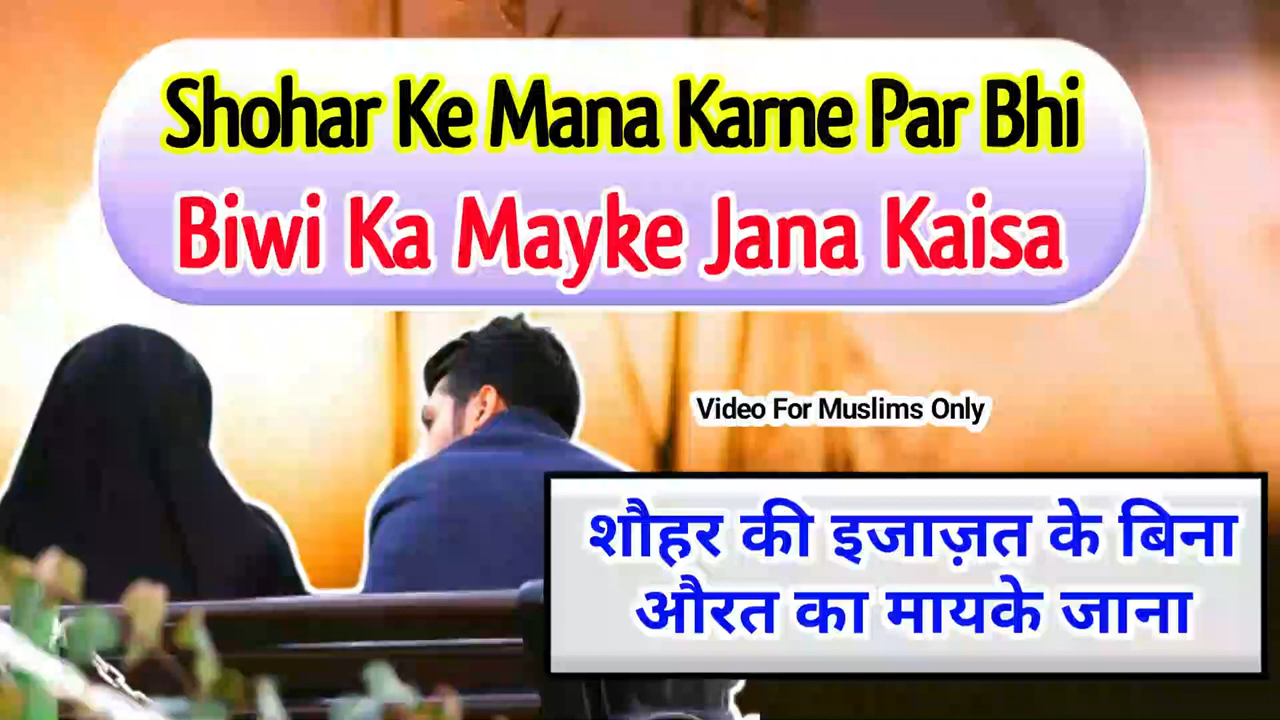 Shohar Ke Mana Karne Par Bhi
Biwi Ka Mayke Jana Kaisa
Video For Muslims Only
शौहर की इजाज़त के बिना
औरत का मायके जाना